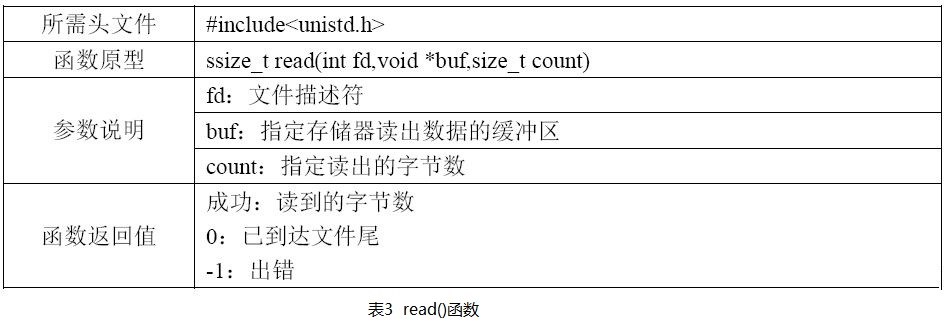 所需头文件 #include<unistd.h>
函数原型 ssize_t read(int fd,void *buf,size_t count)
参数说明 fd：文件描述符
buf：指定存储器读出数据的缓冲区
count：指定读出的字节数
函数返回值 成功：读到的字节数
0：已到达文件尾
-1：出错
表3 read()函数